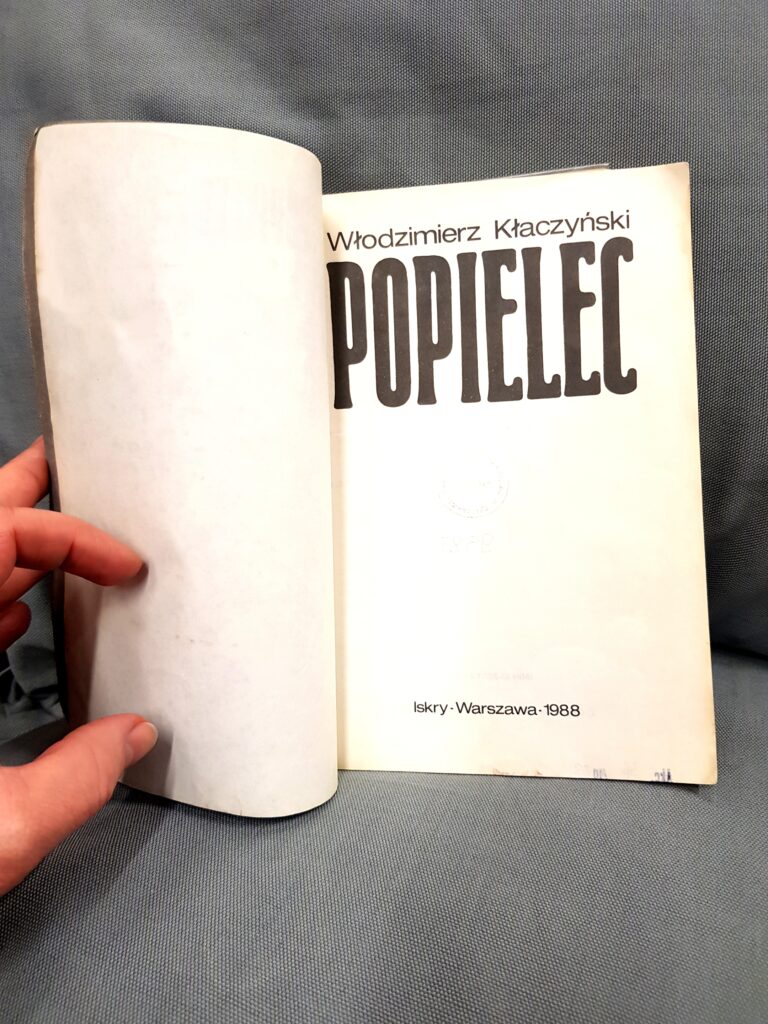 Włodzimierz Kłaczyński
POPIELEC
Iskry·Warszawa·1988